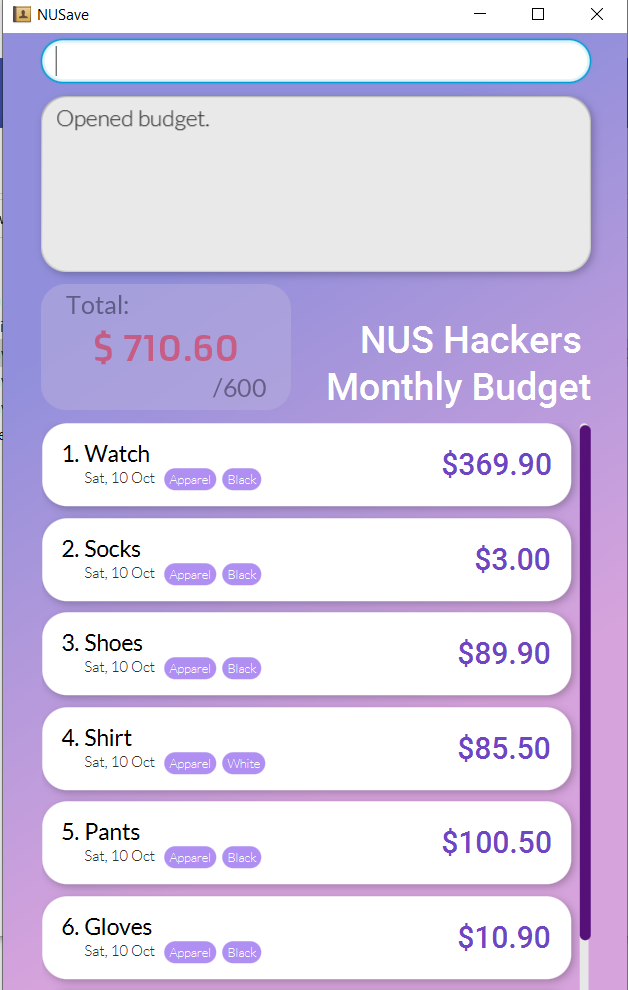 NUSave
Opened budget.
Total:
$ 710.60
/600
NUS Hackers
Monthly Budget
1. Watch
$369.90
Sat, 10 Oct Apparel Black
2. Socks
$3.00
Sat, 10 Oct Apparel Black
3. Shoes
$89.90
Sat, 10 Oct Apparel Black
4. Shirt
$85.50
Sat, 10 Oct Apparel White
5. Pants
$100.50
Sat, 10 Oct Apparel Black
6. Gloves
$10.90
Sat, 10 Oct Apparel Black